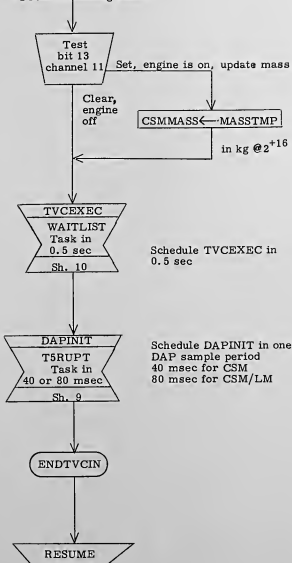 Test
bit 13
channel 11
Set, engine is on, update mass
Clear,
engine
off
CSMMASS←MASSTMP
in kg @2+16
TVCEXEC
WAITLIST
Task in
0.5 sec
Sh. 10
Schedule TVCEXEC in
0.5 sec
DAPINIT
T5RUPT
Task in
40 or 80 msec
Sh. 9
Schedule DAPINIT in one
DAP sample period
40 msec for CSM
80 msec for CSM/LM
ENDTVCIN
RESUME